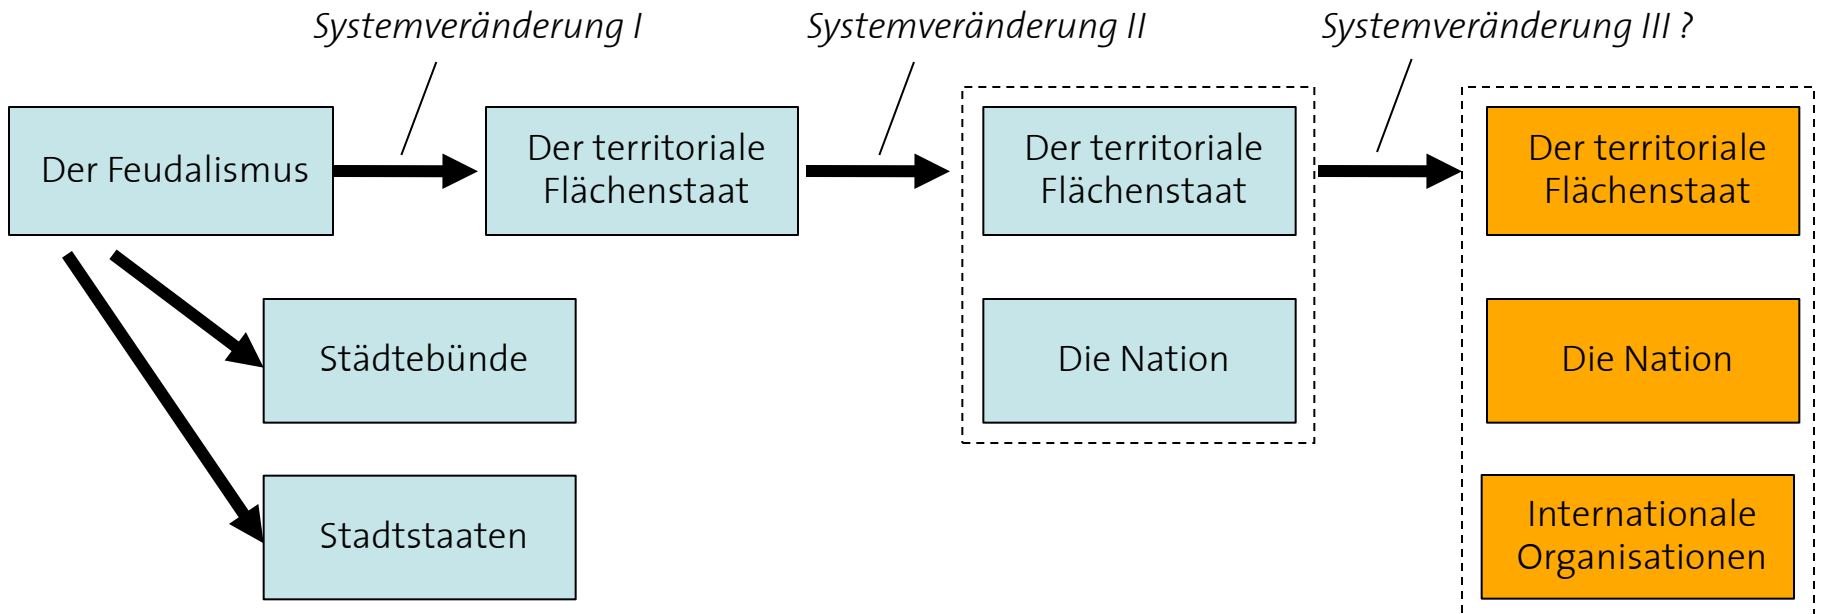 Systemveränderung I
Systemveränderung II
Systemveränderung III ?
Der Feudalismus
Der territoriale
Flächenstaat
Der territoriale
Flächenstaat
Der territoriale
Flächenstaat
Städtebünde
Die Nation
Die Nation
Stadtstaaten
Internationale
Organisationen